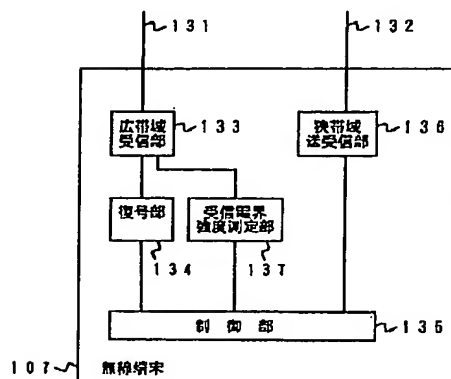 131
132
広帯域
受信部
133
狭帯域
送受信部
136
復号部
134
受信電界
強度測定部
137
制御部
135
107
無線端末